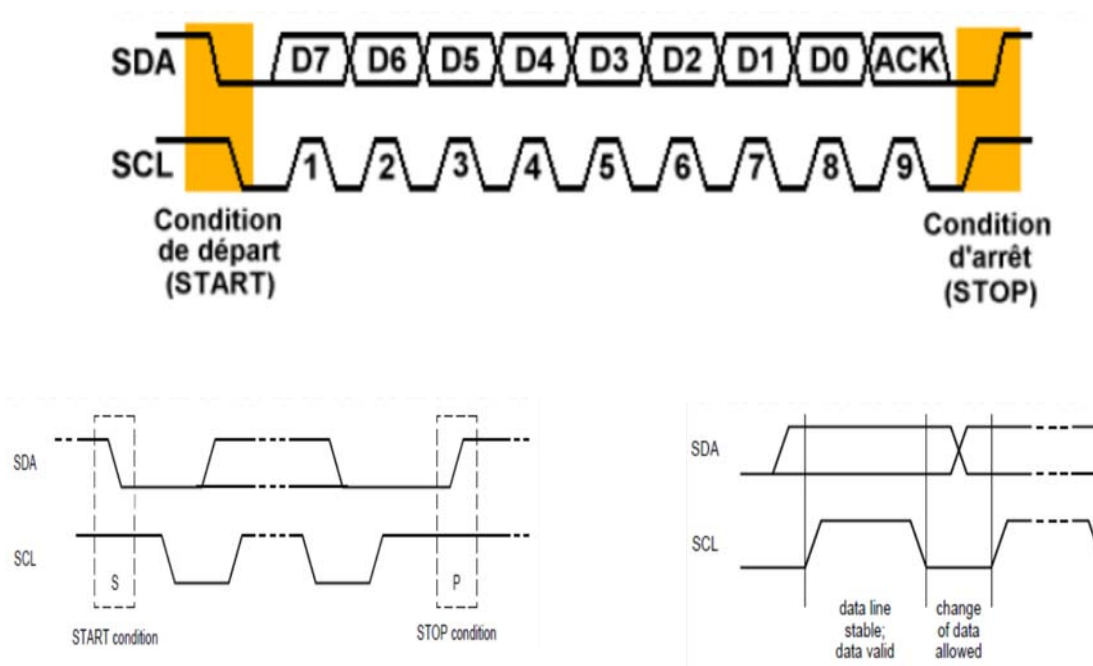 SDA D7 D6 D5 D4 D3 D2 D1 D0 ACK
SCL 1 2 3 4 5 6 7 8 9
Condition
de départ
(START)
Condition
d'arrêt
(STOP)
SDA
SCL
S
P
START condition
STOP condition
SDA
SCL
data line
stable;
data valid
change
of data
allowed